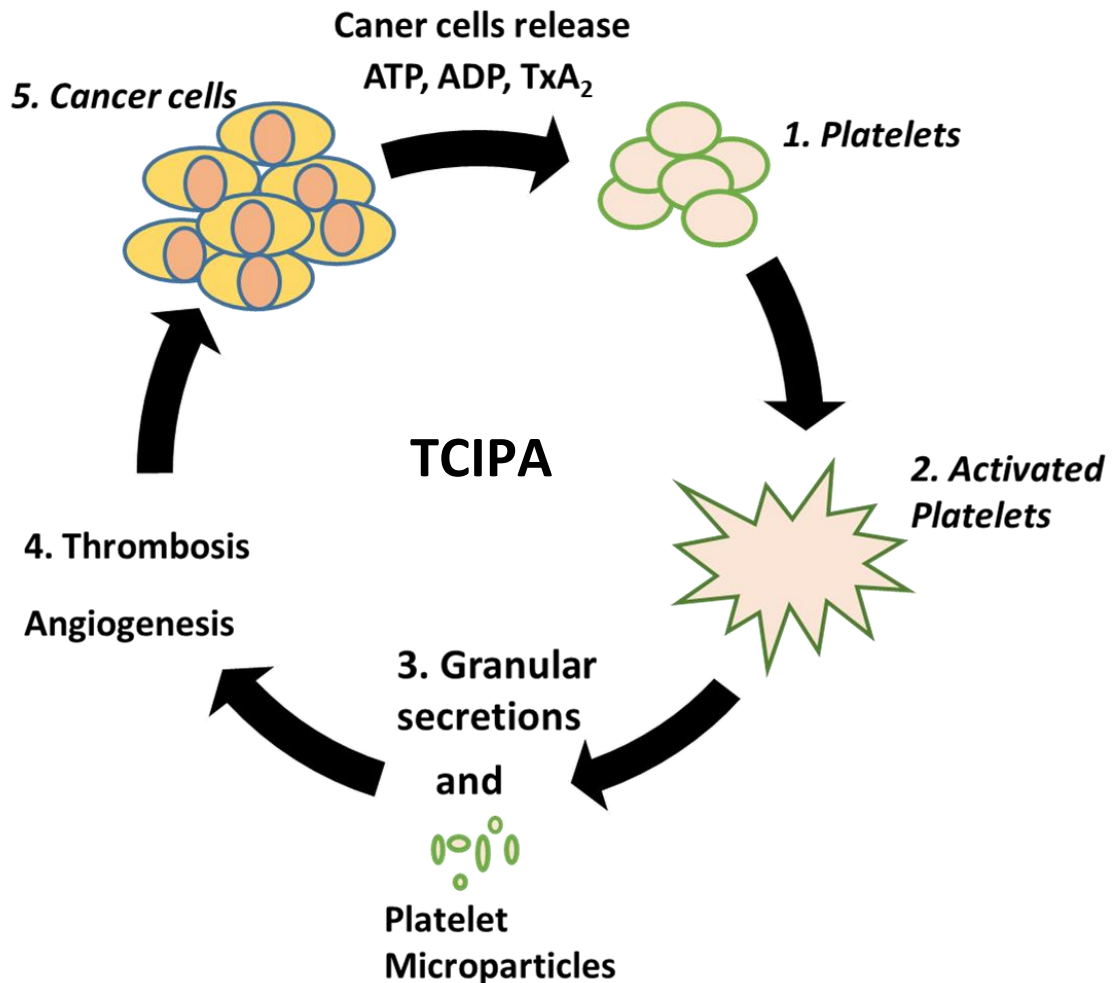 Caner cells release
ATP, ADP, TxA₂
5. Cancer cells
1. Platelets
TCIPA
2. Activated
Platelets
4. Thrombosis
Angiogenesis
3. Granular
secretions
and
Platelet
Microparticles